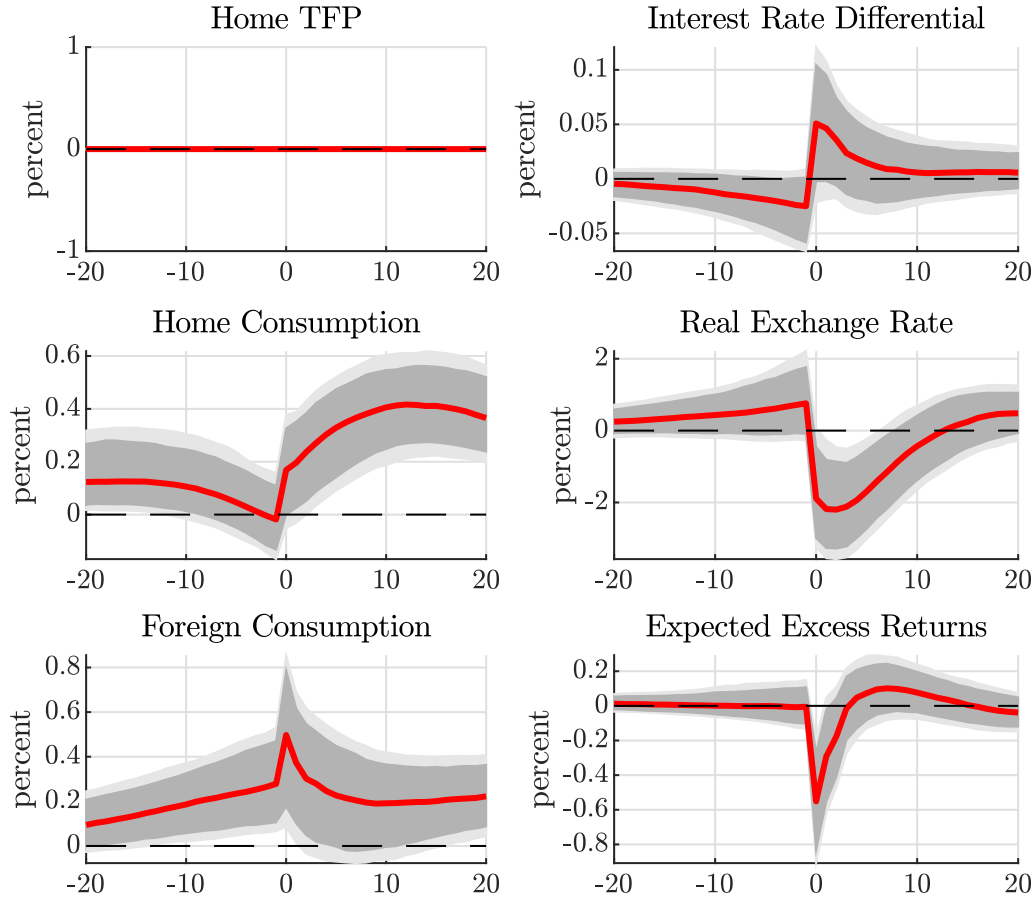 Home TFP
percent
1
0
-1
-20 -10 0 10 20
Interest Rate Differential
0.1
0.05
0
-0.05
-20 -10 0 10 20
Home Consumption
percent
0.6
0.4
0.2
0
-20 -10 0 10 20
Real Exchange Rate
percent
2
0
-2
-20 -10 0 10 20
Foreign Consumption
percent
0.8
0.6
0.4
0.2
0
-20 -10 0 10 20
Expected Excess Returns
percent
0.2
0
-0.2
-0.4
-0.6
-0.8
-20 -10 0 10 20
percent